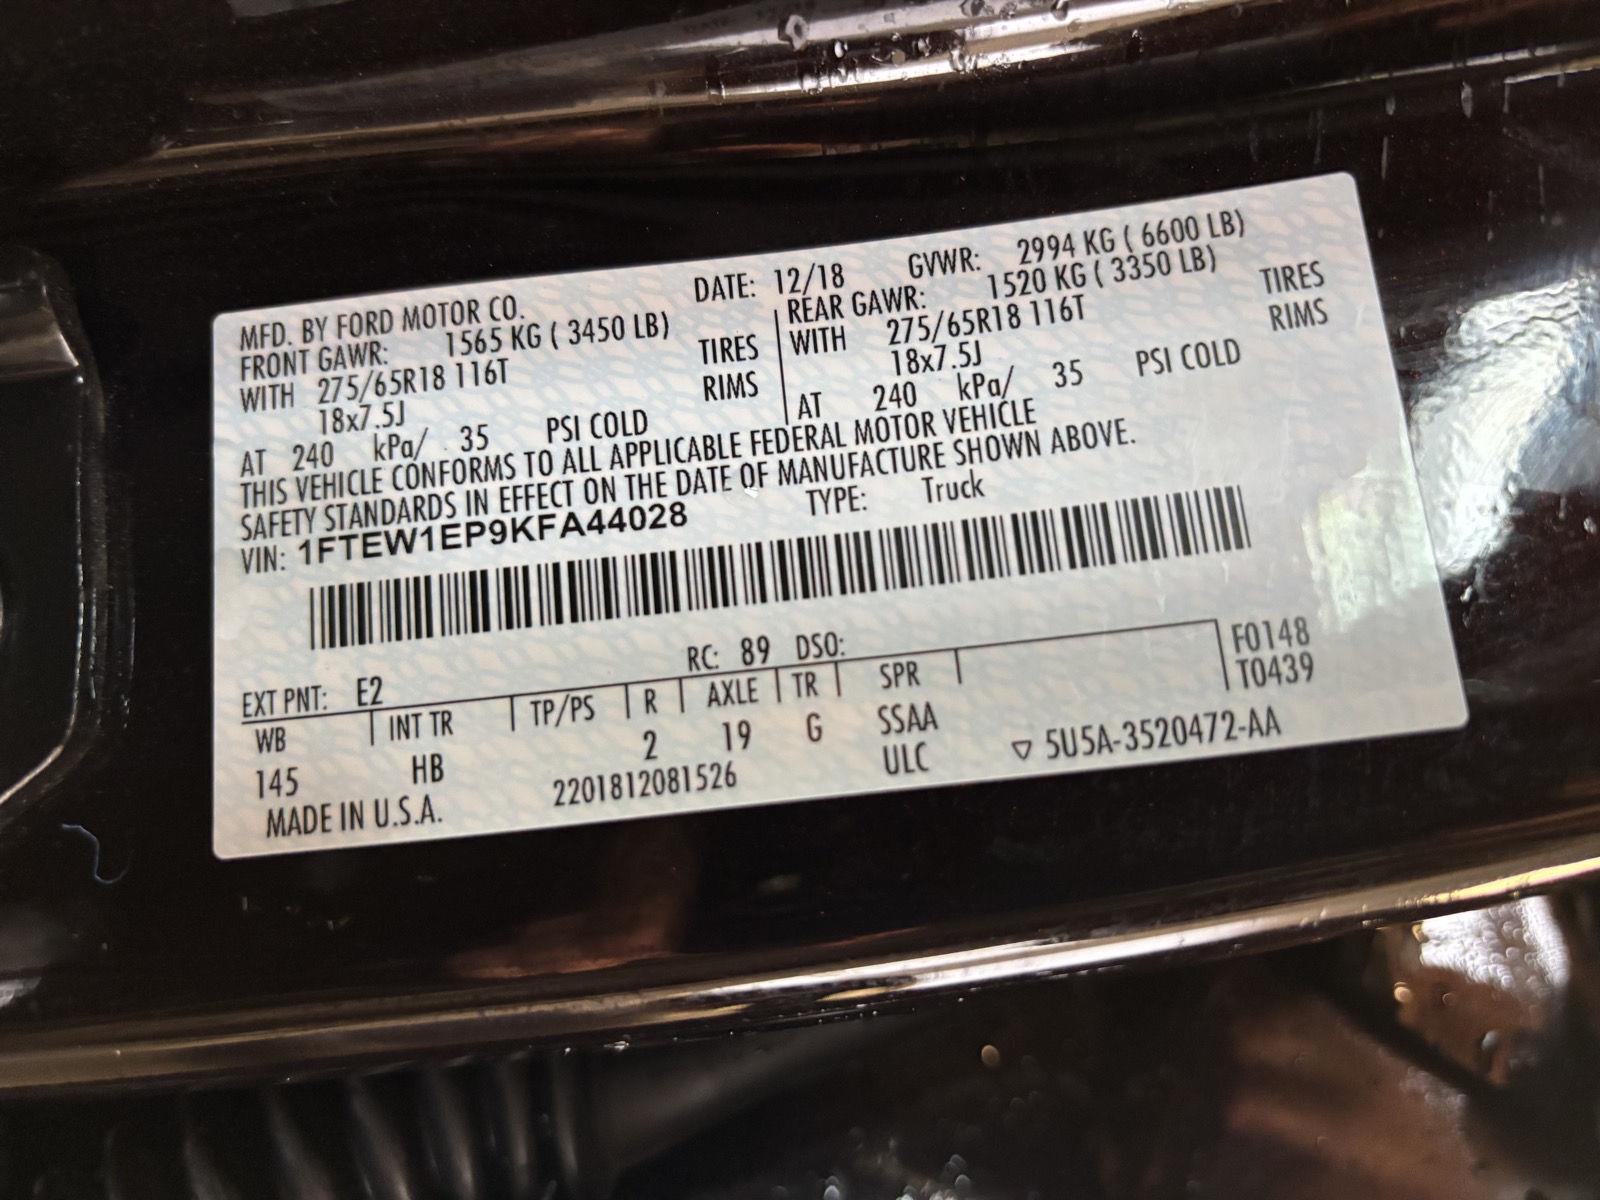 MFD. BY FORD MOTOR CO. DATE: 12/18 GVWR: 2994 KG ( 6600 LB)
FRONT GAWR: 1565 KG ( 3450 LB) REAR GAWR: 1520 KG ( 3350 LB)
WITH 275/65R18 116T TIRES WITH 275/65R18 116T TIRES
18x7.5J RIMS 18x7.5J RIMS
AT 240 kPa/ 35 PSI COLD AT 240 kPa/ 35 PSI COLD
THIS VEHICLE CONFORMS TO ALL APPLICABLE FEDERAL MOTOR VEHICLE
SAFETY STANDARDS IN EFFECT ON THE DATE OF MANUFACTURE SHOWN ABOVE.
VIN: 1FTEW1EP9KFA44028 TYPE: Truck
EXT PNT: E2 RC: 89 DSO: F0148
WB INT TR TP/PS R AXLE TR SPR T0439
145 HB 2 19 G SSAA
MADE IN U.S.A. 2201812081526 ULC ▽ 5U5A-3520472-AA